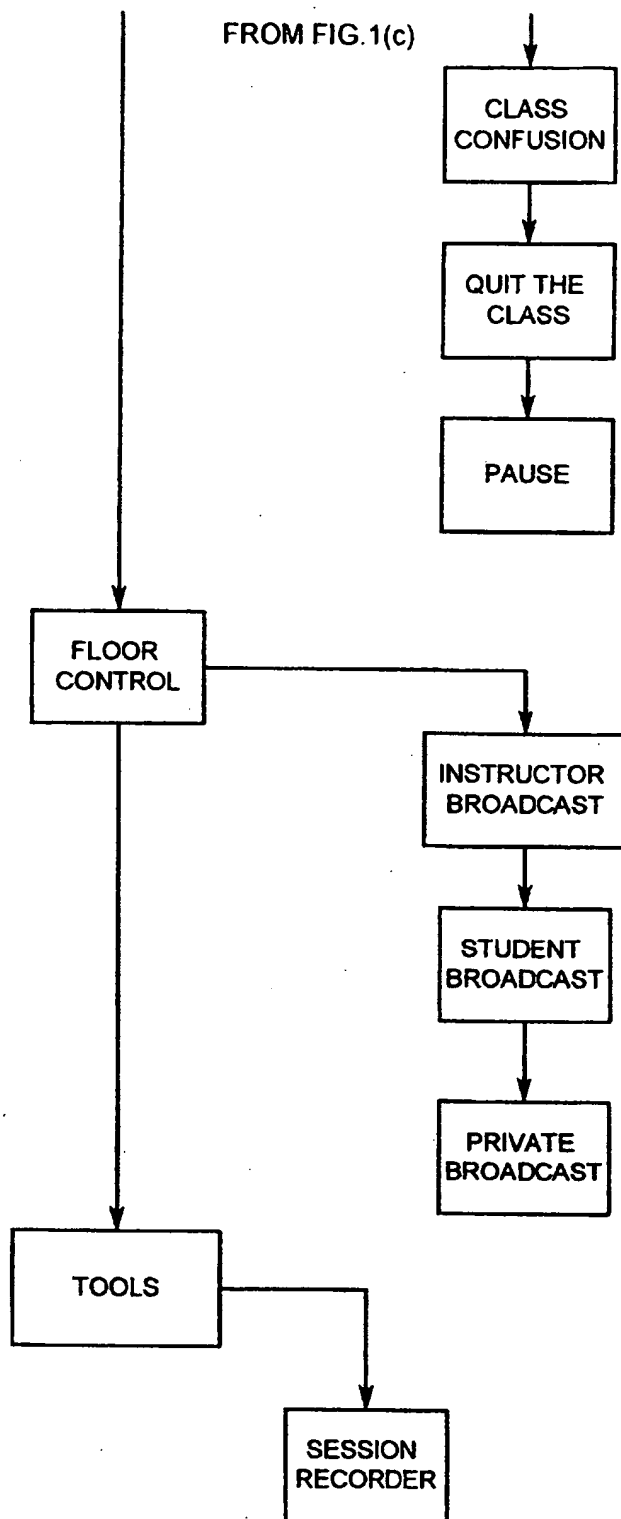 FROM FIG.1(c)
CLASS
CONFUSION
QUIT THE
CLASS
PAUSE
FLOOR
CONTROL
INSTRUCTOR
BROADCAST
STUDENT
BROADCAST
PRIVATE
BROADCAST
TOOLS
SESSION
RECORDER